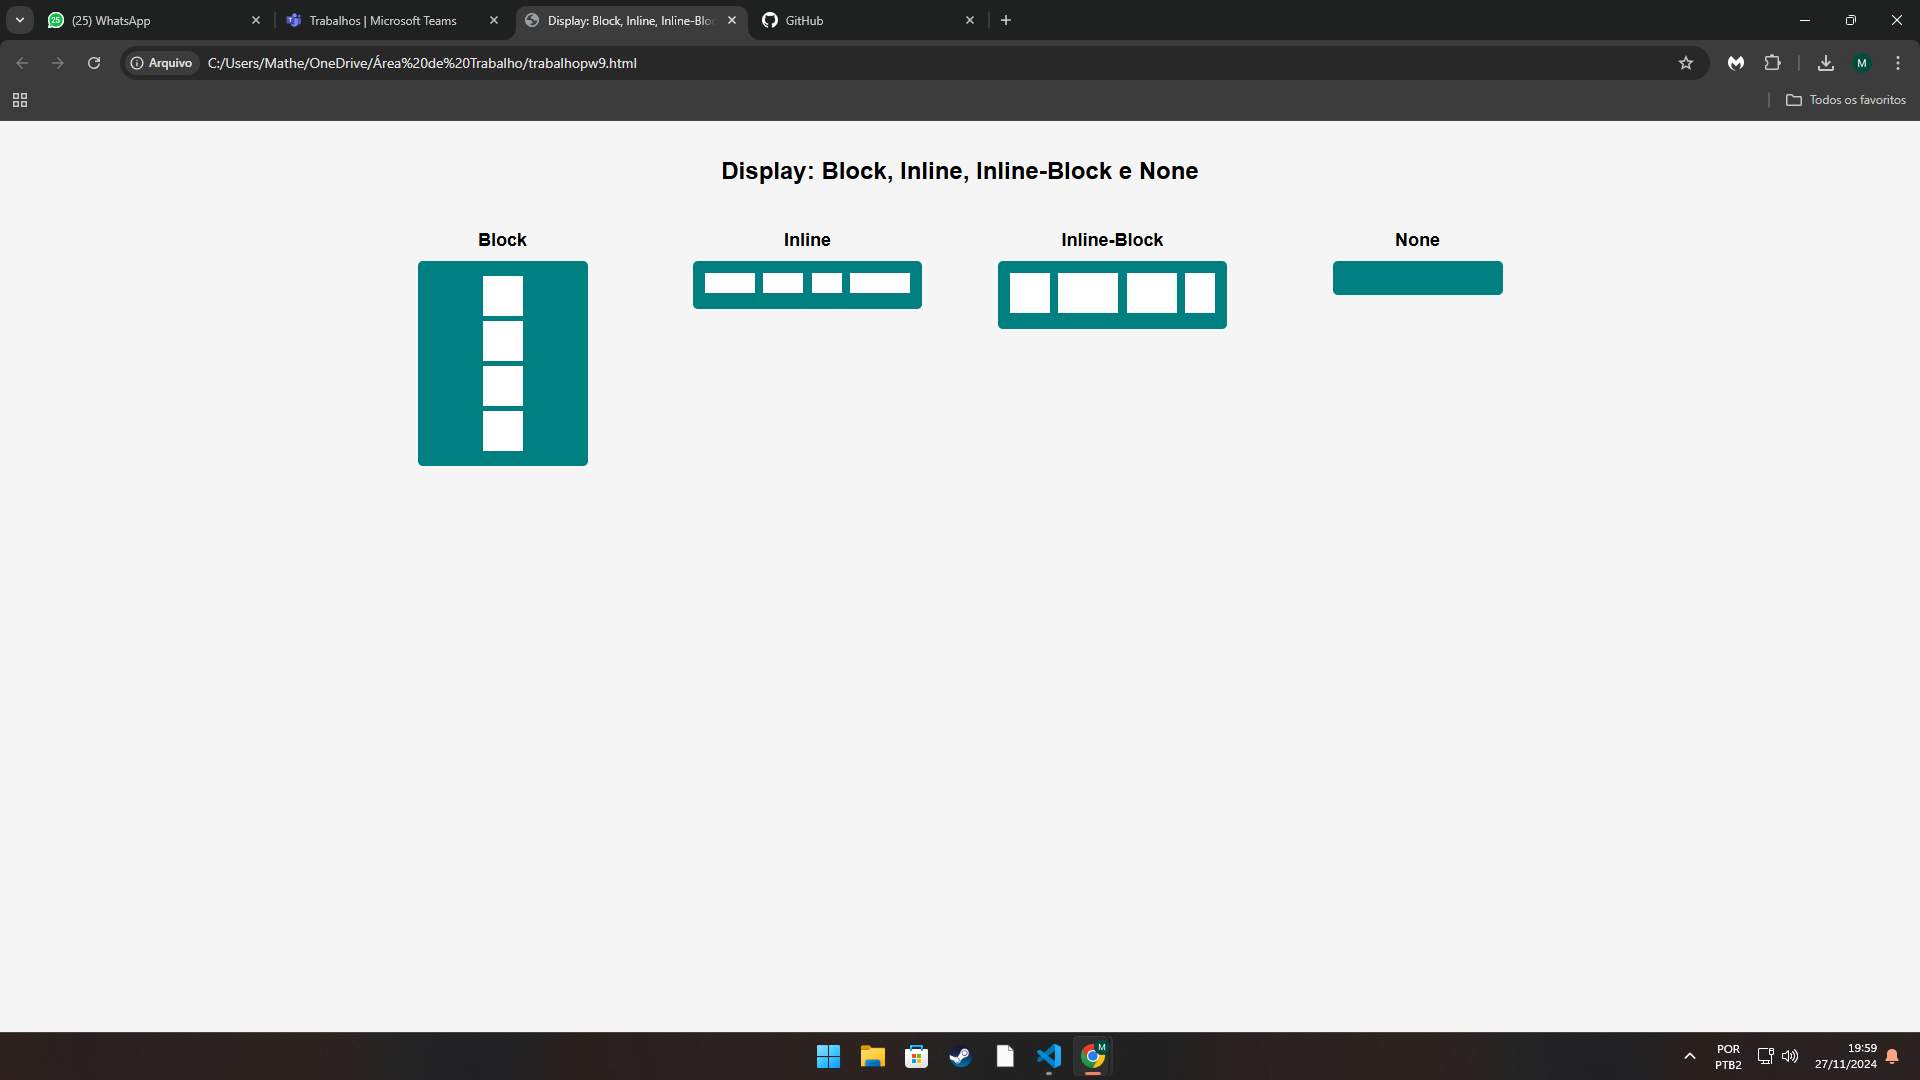 25
(25) WhatsApp
Trabalhos | Microsoft Teams
Display: Block, Inline, Inline-Bloc
GitHub
Arquivo
C:/Users/Mathe/OneDrive/Área%20de%20Trabalho/trabalhopw9.html
M
Todos os favoritos
Display: Block, Inline, Inline-Block e None
Block
Inline
Inline-Block
None
M
POR
PTB2
19:59
27/11/2024